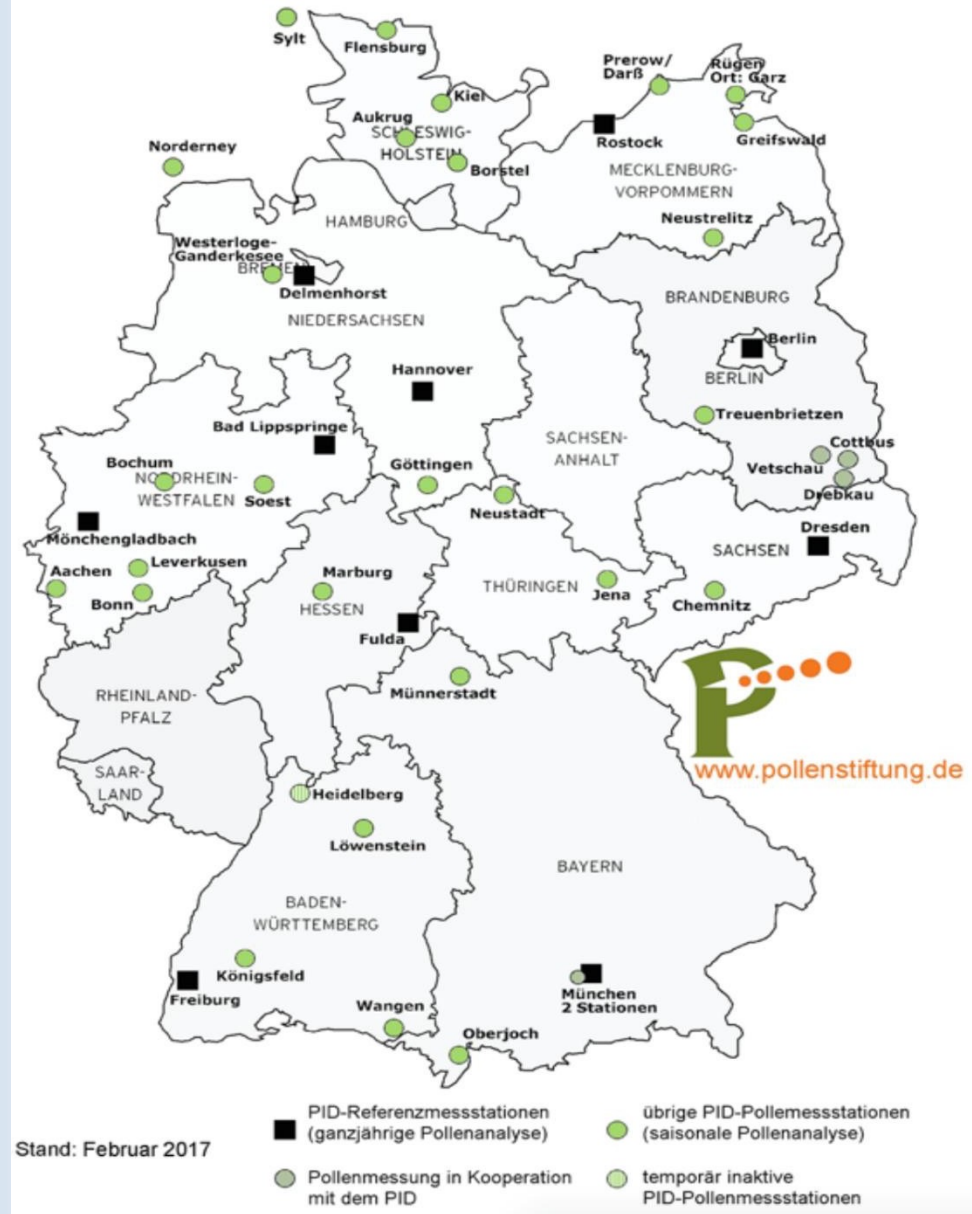 Sylt
Flensburg
Prerow/
Darß
Rügen
Ort: Garz
Kiel
Aukrug
SCHLESWIG-
HOLSTEIN
Rostock
Greifswald
Norderney
Borstel
MECKLENBURG-
VORPOMMERN
HAMBURG
Neustrelitz
Westerloge-
Ganderkesee
BREMEN
Delmenhorst
NIEDERSACHSEN
BRANDENBURG
Berlin
BERLIN
Hannover
Bad Lippspringe
Treuenbrietzen
SACHSEN-
ANHALT
Cottbus
Vetschau
Drebkau
Bochum
NORDRHEIN-
WESTFALEN
Soest
Göttingen
Neustadt
Mönchengladbach
Dresden
SACHSEN
Aachen
Leverkusen
Bonn
Marburg
HESSEN
THÜRINGEN
Jena
Chemnitz
Fulda
Münnerstadt
RHEINLAND-
PFALZ
P
www.pollenstiftung.de
SAAR-
LAND
Heidelberg
Löwenstein
BAYERN
BADEN-
WÜRTTEMBERG
Königsfeld
Freiburg
München
2 Stationen
Wangen
Oberjoch
PID-Referenzmessstationen
(ganzjährige Pollenanalyse)
übrige PID-Pollemessstationen
(saisonale Pollenanalyse)
Stand: Februar 2017
Pollenmessung in Kooperation
mit dem PID
temporär inaktive
PID-Pollenmessstationen